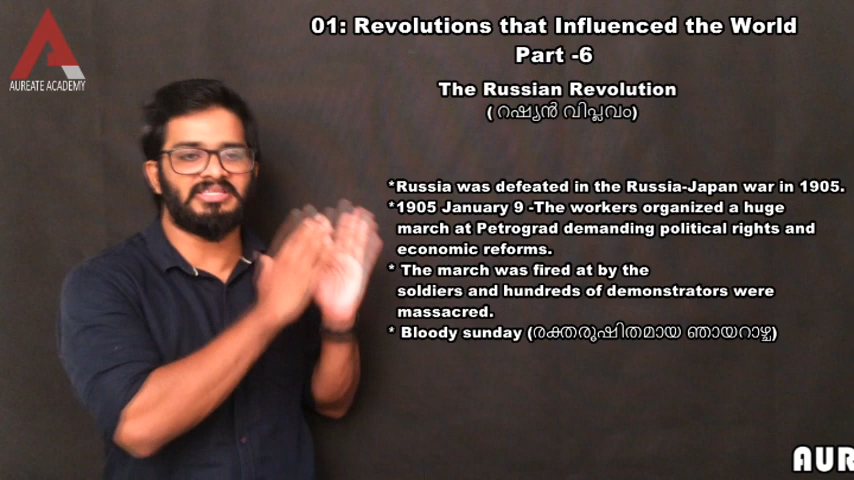 AUREATE ACADEMY
01: Revolutions that Influenced the World
Part -6
The Russian Revolution
( റഷ്യൻ വിപ്ലവം)
*Russia was defeated in the Russia-Japan war in 1905.
*1905 January 9 -The workers organized a huge
march at Petrograd demanding political rights and
economic reforms.
* The march was fired at by the
soldiers and hundreds of demonstrators were
massacred.
* Bloody sunday (രക്തരൂഷിതമായ ഞായറാഴ്ച)
AUR